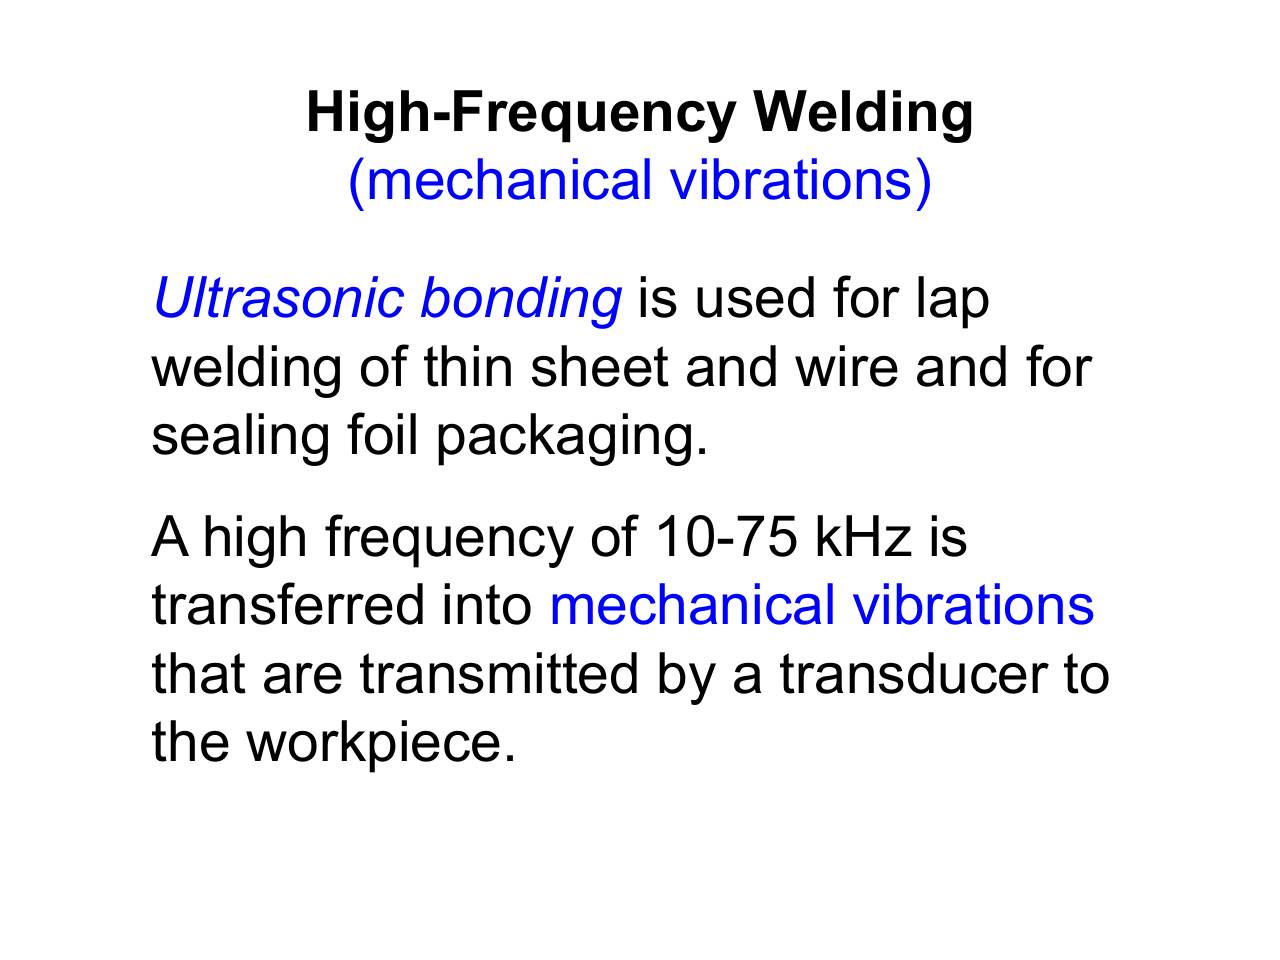 High-Frequency Welding
(mechanical vibrations)
Ultrasonic bonding is used for lap
welding of thin sheet and wire and for
sealing foil packaging.
A high frequency of 10-75 kHz is
transferred into mechanical vibrations
that are transmitted by a transducer to
the workpiece.